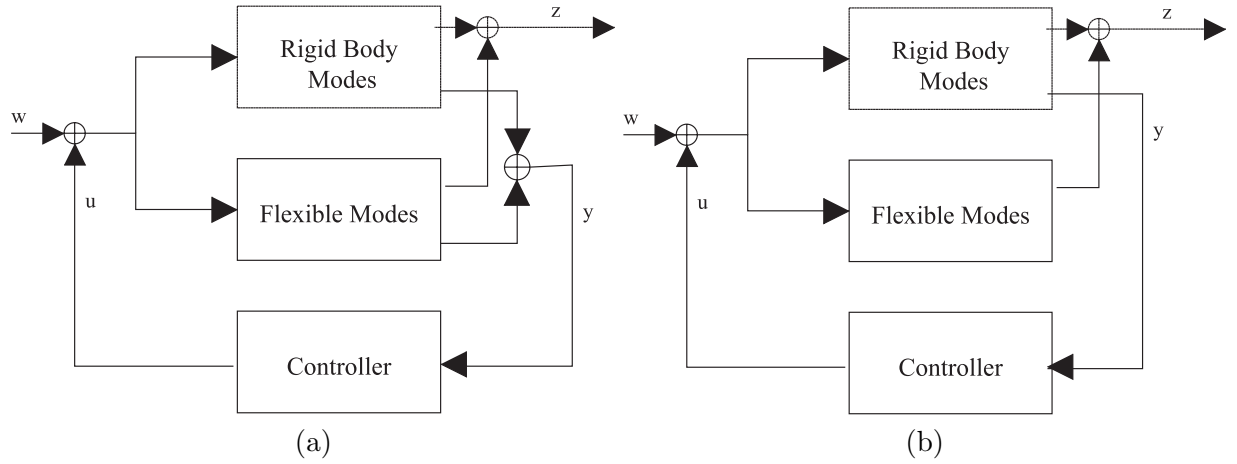 z
Rigid Body
Modes
w
u
Flexible Modes
y
Controller
(a)
z
Rigid Body
Modes
w
y
u
Flexible Modes
Controller
(b)